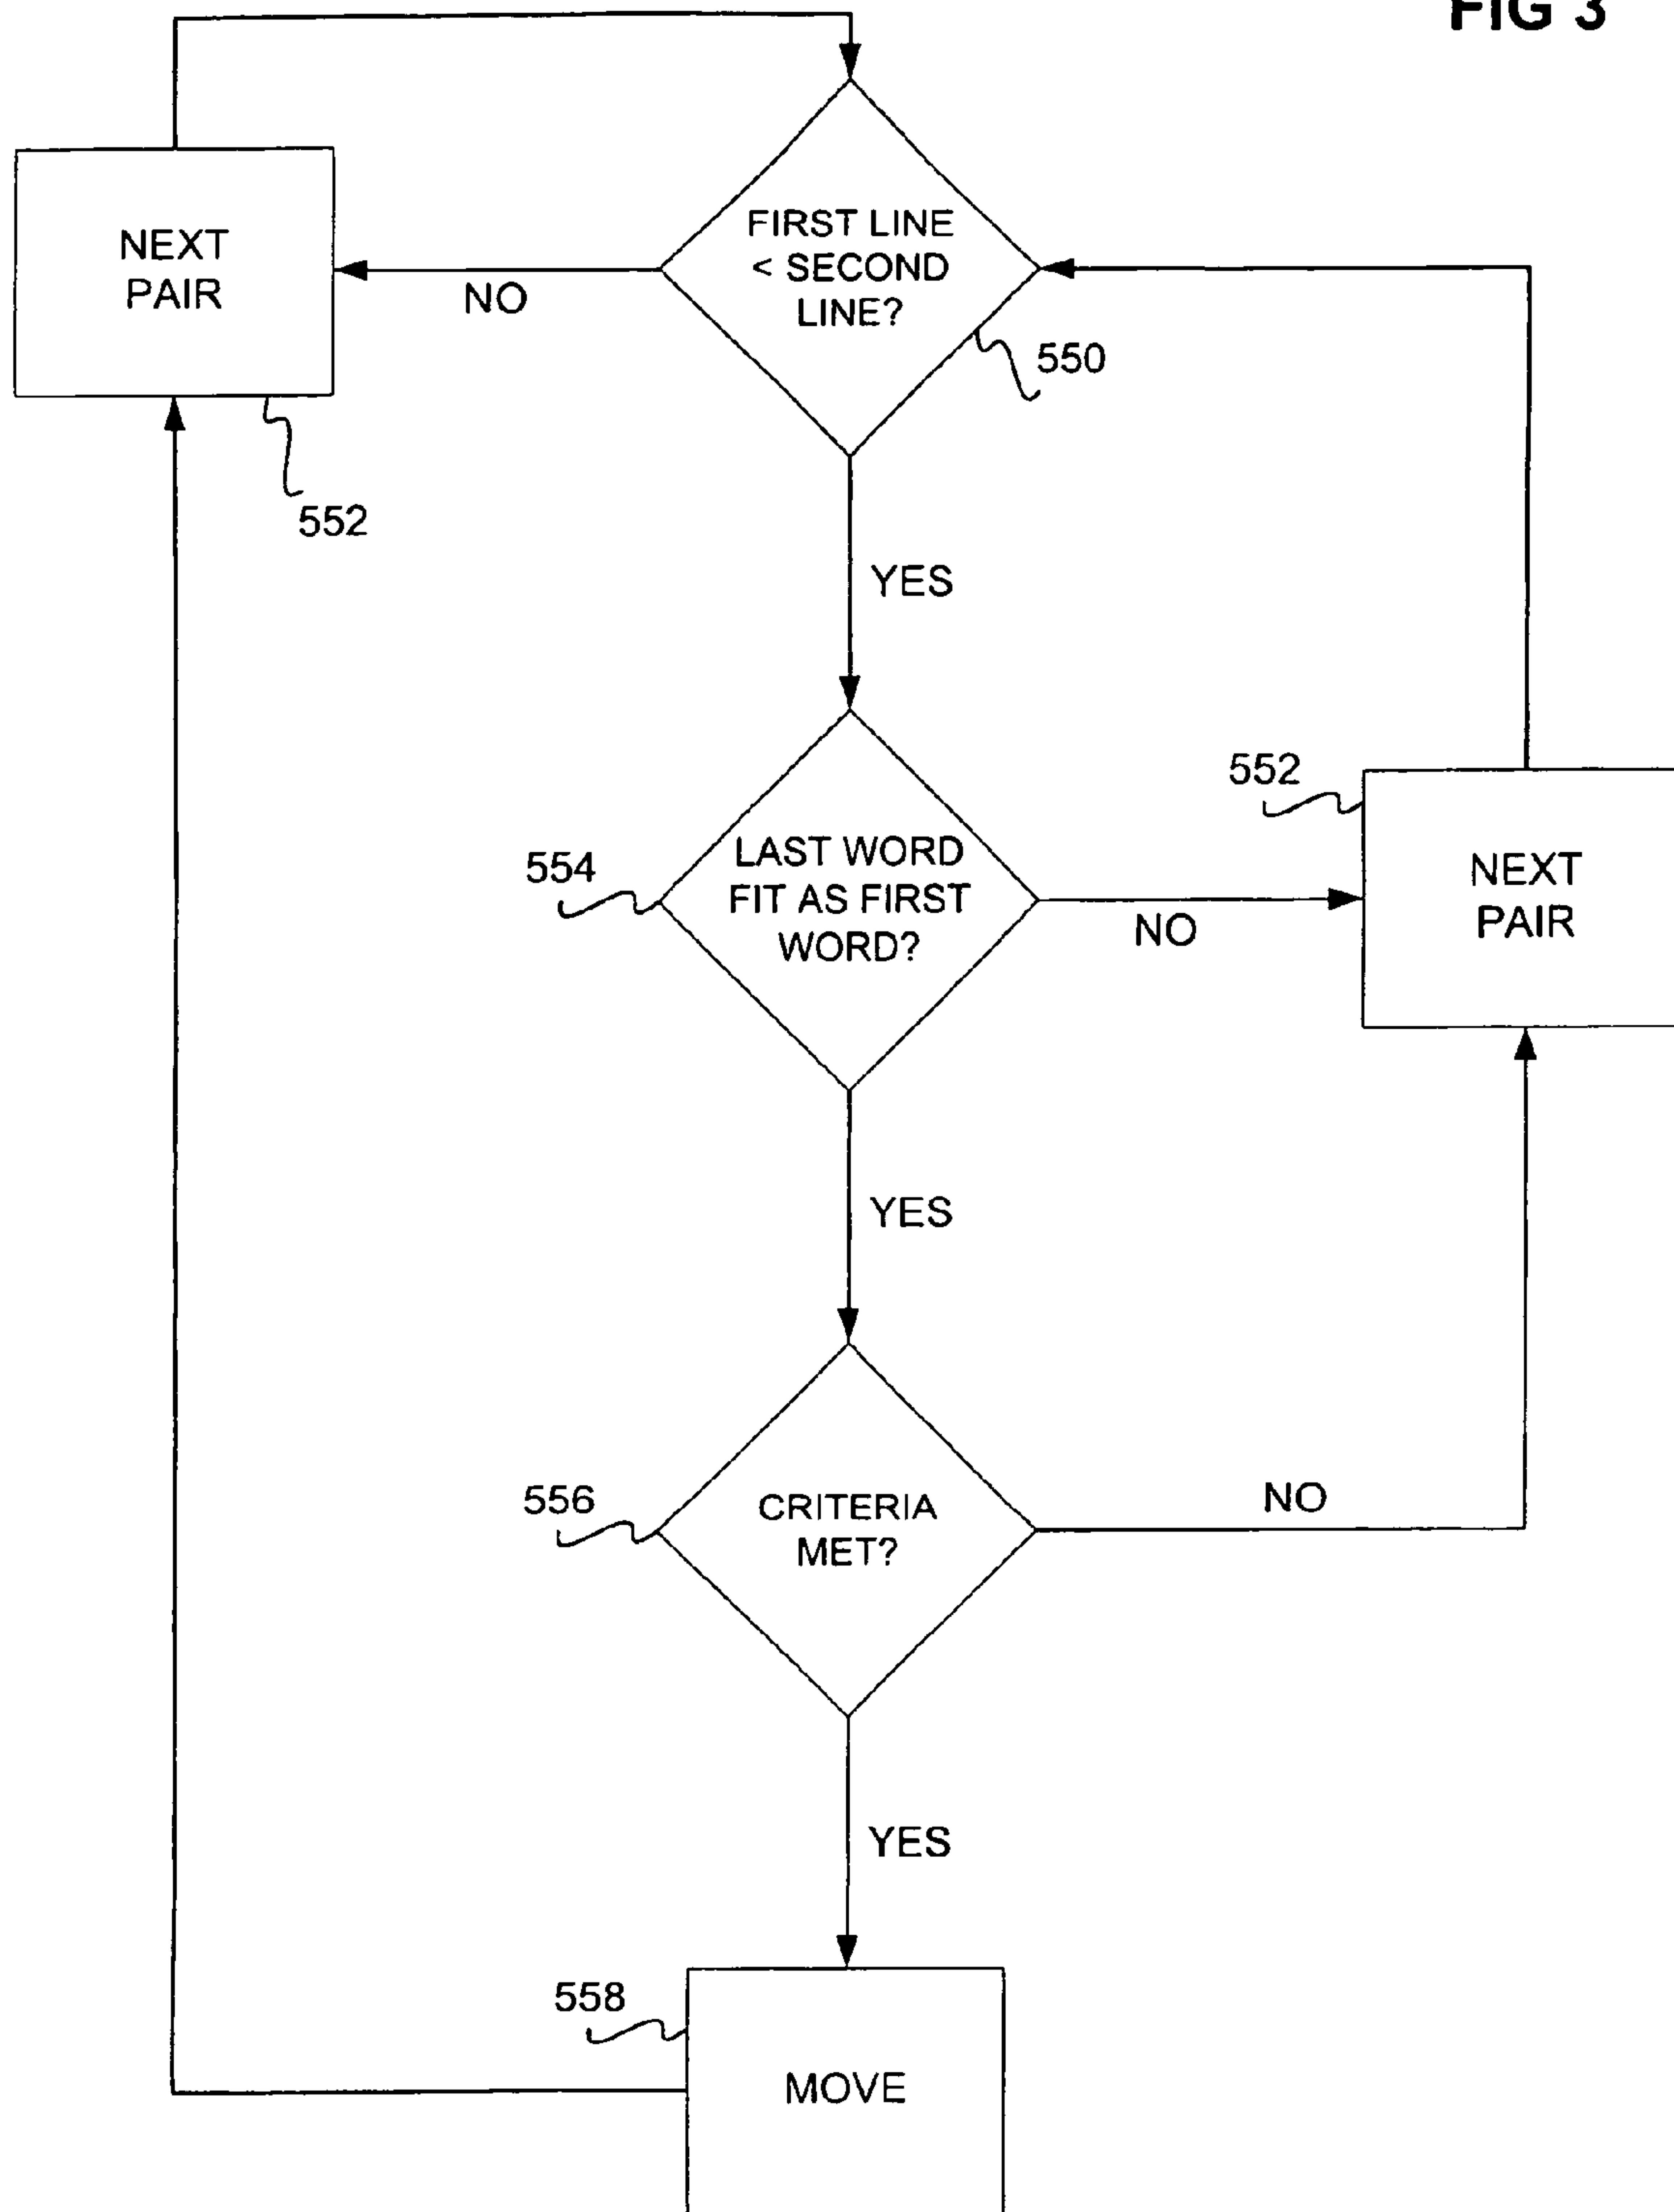 FIG 3
NEXT
PAIR
NO
FIRST LINE
< SECOND
LINE?
550
552
YES
554
LAST WORD
FIT AS FIRST
WORD?
NO
552
NEXT
PAIR
YES
556
CRITERIA
MET?
NO
YES
558
MOVE